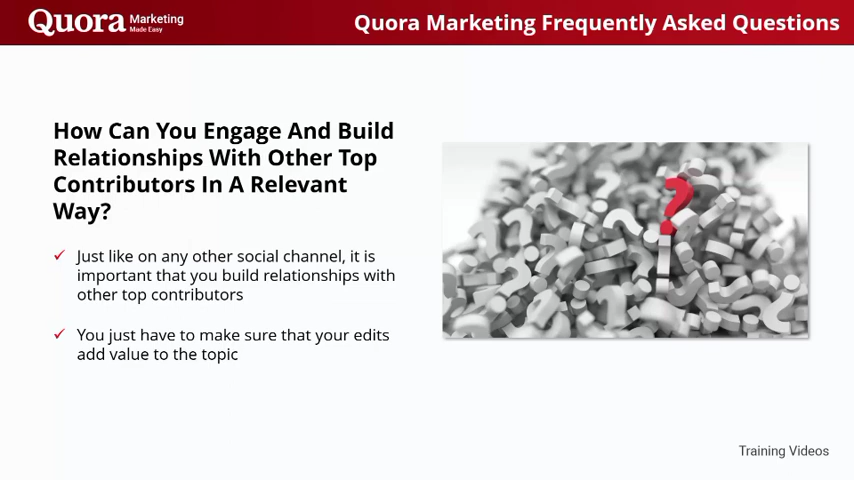 Quora Marketing
Made Easy
Quora Marketing Frequently Asked Questions
How Can You Engage And Build
Relationships With Other Top
Contributors In A Relevant
Way?
✓ Just like on any other social channel, it is
important that you build relationships with
other top contributors
✓ You just have to make sure that your edits
add value to the topic
Training Videos